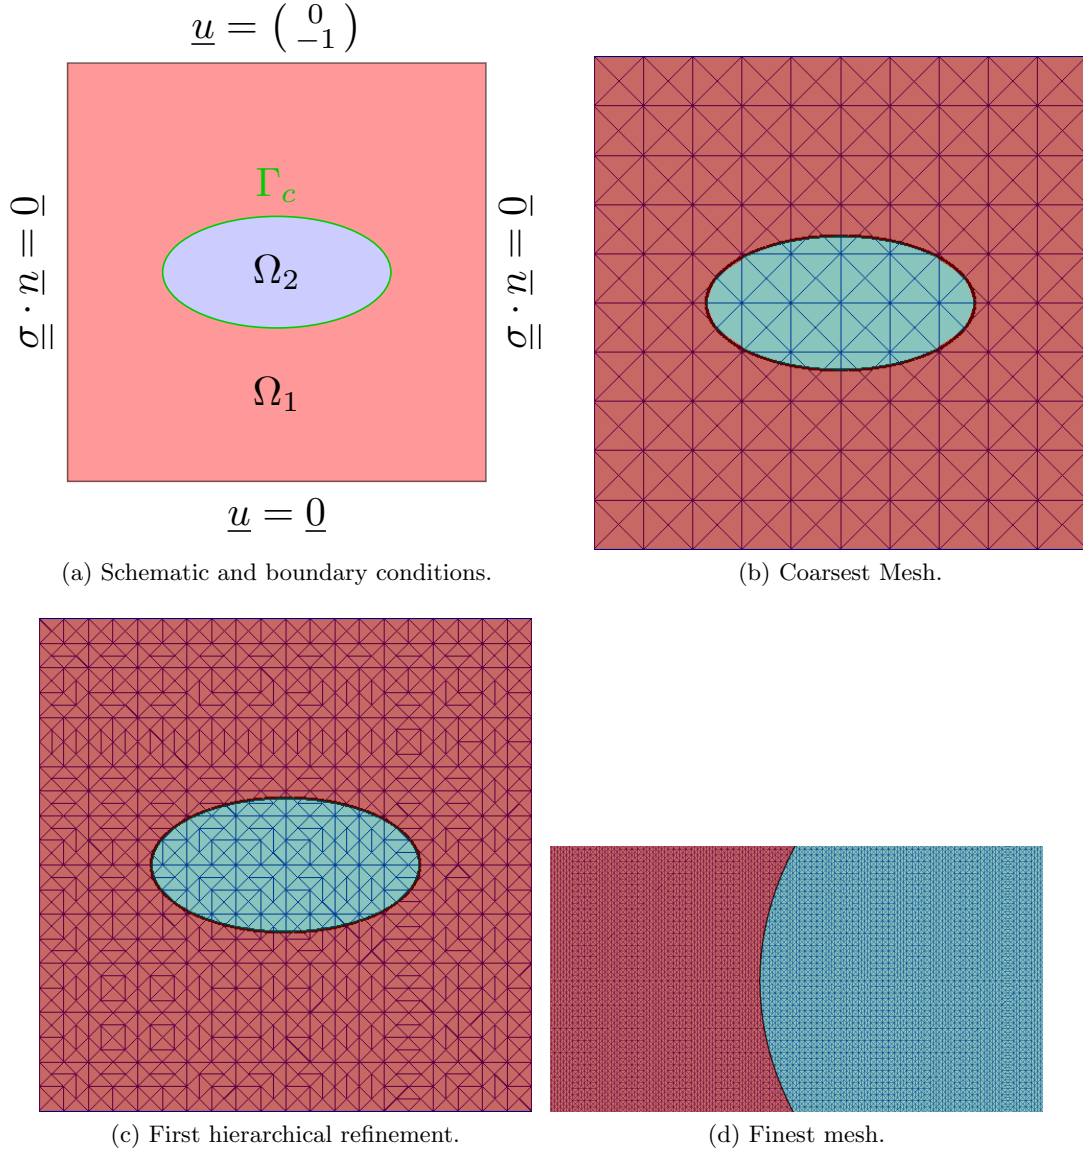 u = ( 0 −1 )
Γc
σ · n = 0
Ω2
σ · n = 0
Ω1
u = 0
(a) Schematic and boundary conditions.
(b) Coarsest Mesh.
(c) First hierarchical refinement.
(d) Finest mesh.